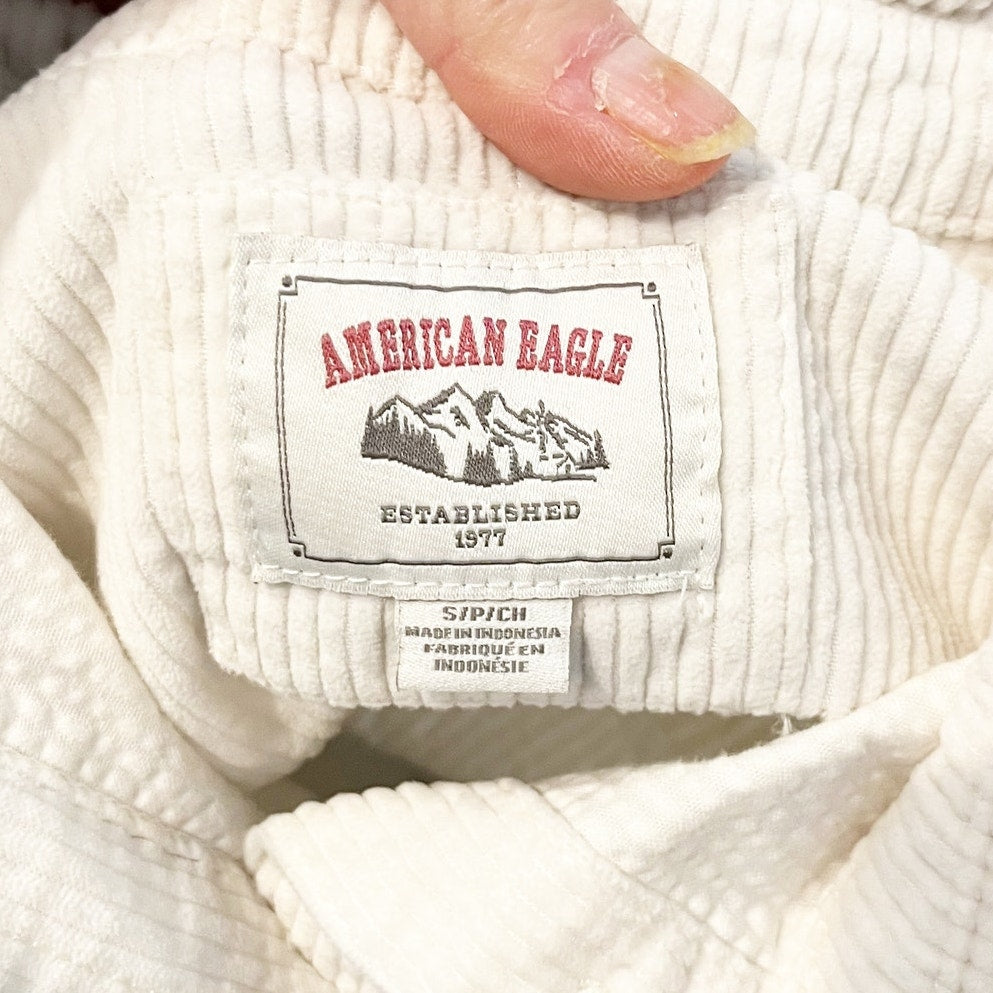 AMERICAN EAGLE
ESTABLISHED
1977
S/P/CH
MADE IN INDONESIA
FABRIQUÉ EN
INDONÉSIE